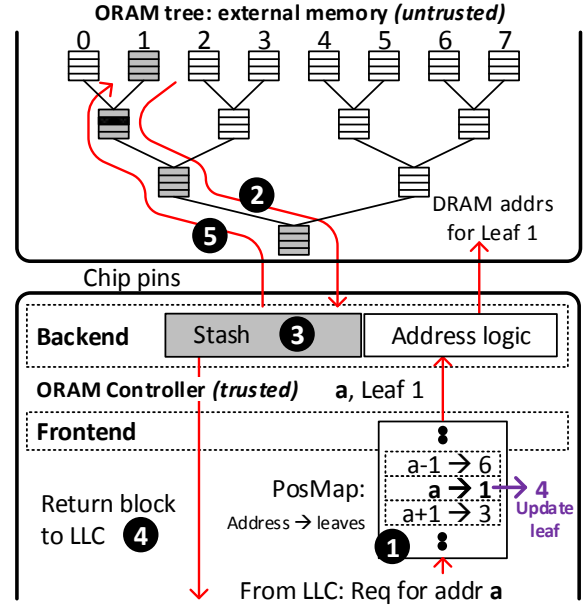 ORAM tree: external memory (untrusted)
0 1 2 3 4 5 6 7
2
5
DRAM addrs
for Leaf 1
Chip pins
Backend
Stash 3
Address logic
ORAM Controller (trusted)
a, Leaf 1
Frontend
a-1 → 6
PosMap:
a → 1 → 4
Update
leaf
Address → leaves
a+1 → 3
Return block
to LLC 4
1
From LLC: Req for addr a